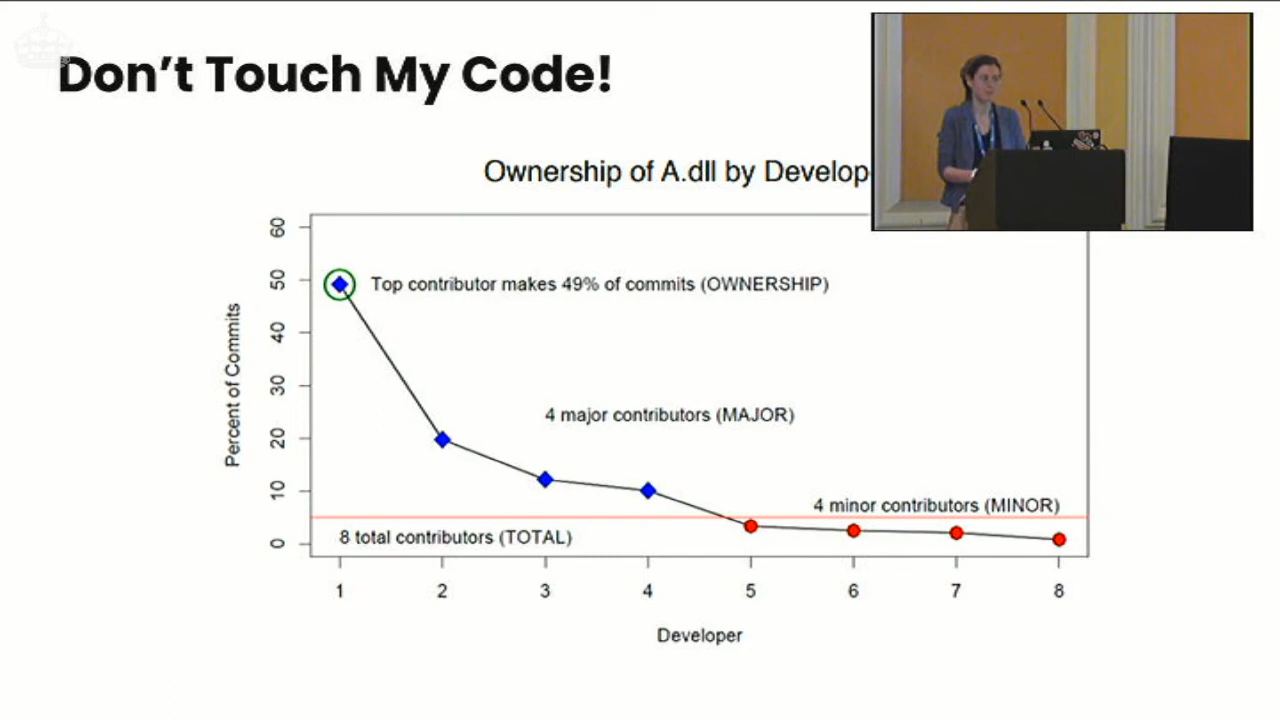 Don't Touch My Code!
Ownership of A.dll by Develop
60
50
40
30
20
10
0
Percent of Commits
Top contributor makes 49% of commits (OWNERSHIP)
4 major contributors (MAJOR)
4 minor contributors (MINOR)
8 total contributors (TOTAL)
1 2 3 4 5 6 7 8
Developer